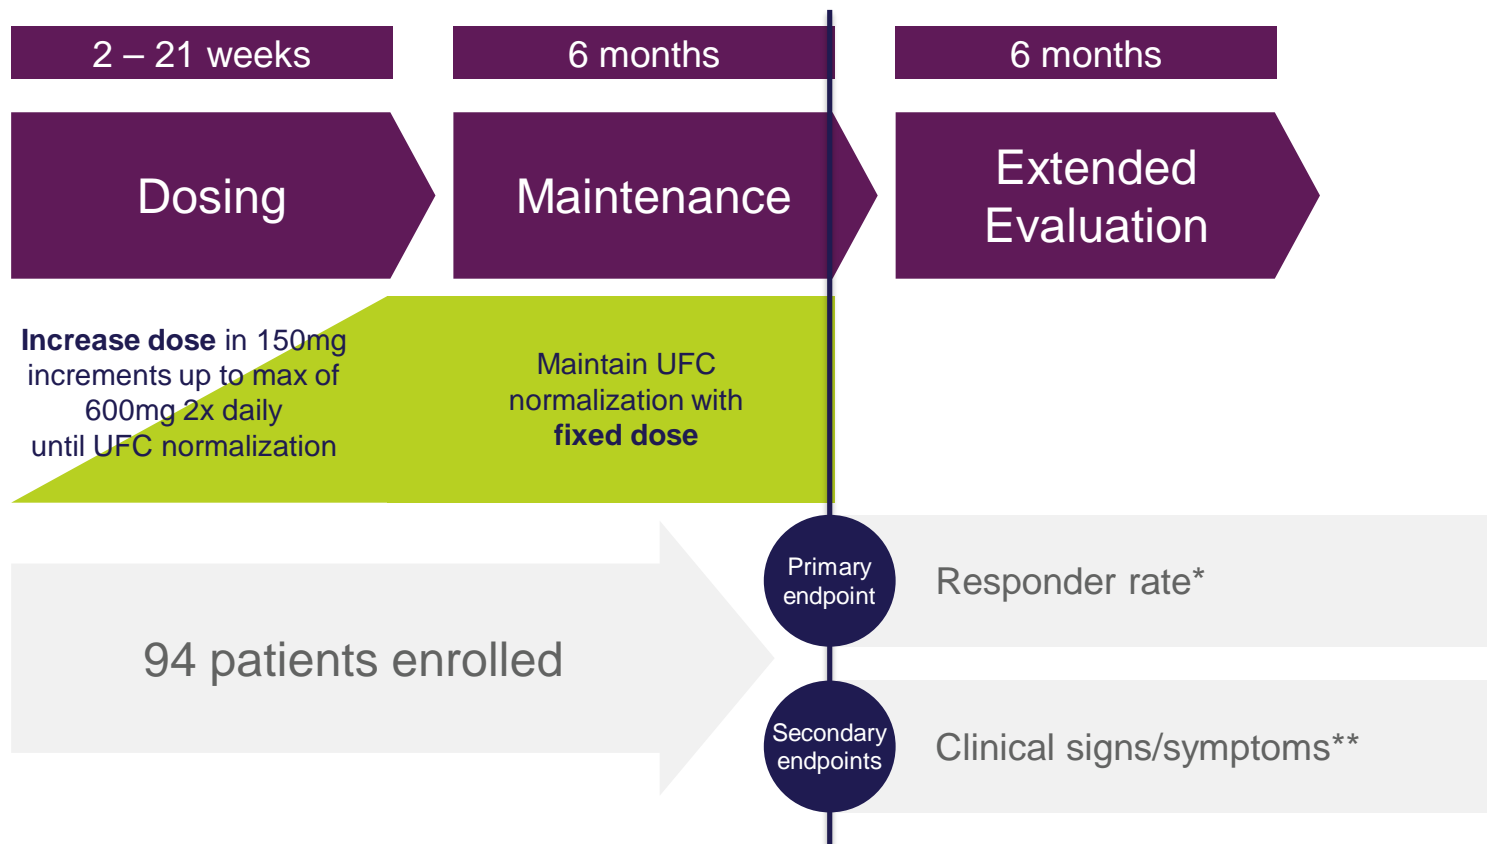 2 – 21 weeks
6 months
6 months
Dosing
Maintenance
Extended
Evaluation
Increase dose in 150mg
increments up to max of
600mg 2x daily
until UFC normalization
Maintain UFC
normalization with
fixed dose
94 patients enrolled
Primary
endpoint
Responder rate*
Secondary
endpoints
Clinical signs/symptoms**